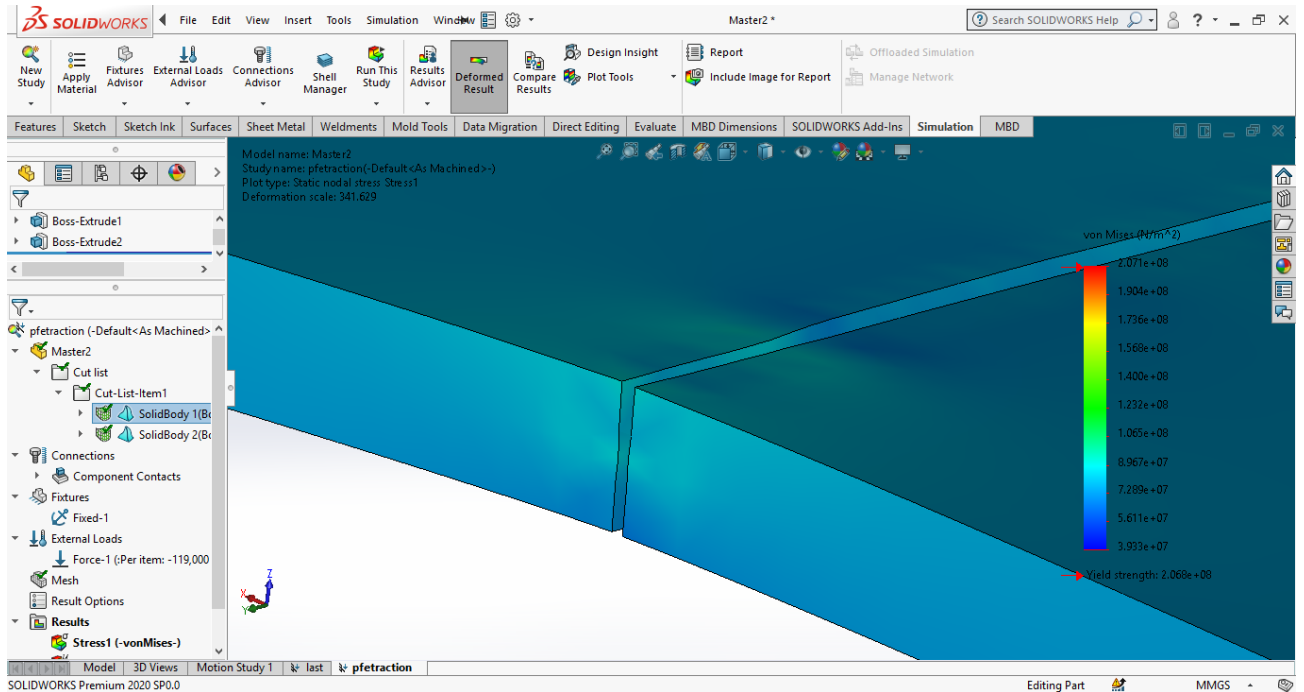 SOLIDWORKS File Edit View Insert Tools Simulation Window Master2 * Search SOLIDWORKS Help ?
New Study
Apply Material
Fixtures Advisor
External Loads Advisor
Connections Advisor
Shell Manager
Run This Study
Results Advisor
Deformed Result
Compare Results
Design Insight
Plot Tools
Report
Include Image for Report
Offloaded Simulation
Manage Network
Features Sketch Sketch Ink Surfaces Sheet Metal Weldments Mold Tools Data Migration Direct Editing Evaluate MBD Dimensions SOLIDWORKS Add-Ins Simulation MBD
Boss-Extrude1
Boss-Extrude2
pfetraction (-Default<As Machined>
Master2
Cut list
Cut-List-Item1
SolidBody 1(Bo
SolidBody 2(Bo
Connections
Component Contacts
Fixtures
Fixed-1
External Loads
Force-1 (:Per item: -119,000
Mesh
Result Options
Results
Stress1 (-vonMises-)
Model name: Master2
Study name: pfetraction(-Default<As Machined>-)
Plot type: Static nodal stress Stress1
Deformation scale: 341.629
von Mises (N/m^2)
2.071e+08
1.904e+08
1.736e+08
1.568e+08
1.400e+08
1.232e+08
1.065e+08
8.967e+07
7.289e+07
5.611e+07
3.933e+07
Yield strength: 2.068e+08
Z
X
Y
Model 3D Views Motion Study 1 last pfetraction
SOLIDWORKS Premium 2020 SP0.0 Editing Part MMGS